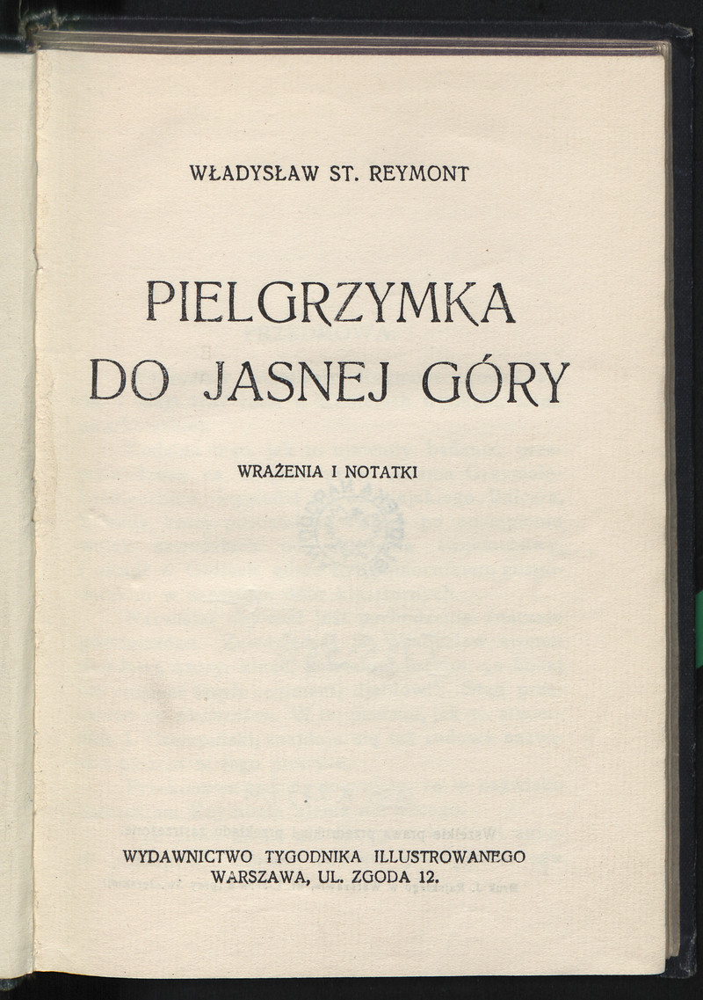 WŁADYSŁAW ST. REYMONT
PIELGRZYMKA
DO JASNEJ GÓRY
WRAŻENIA I NOTATKI
WYDAWNICTWO TYGODNIKA ILLUSTROWANEGO
WARSZAWA, UL. ZGODA 12.